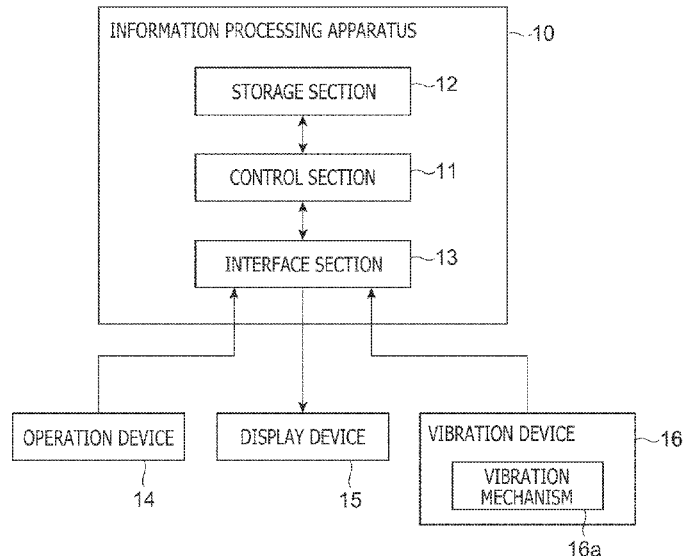 INFORMATION PROCESSING APPARATUS
10
STORAGE SECTION
12
CONTROL SECTION
11
INTERFACE SECTION
13
OPERATION DEVICE
14
DISPLAY DEVICE
15
VIBRATION DEVICE
16
VIBRATION
MECHANISM
16a